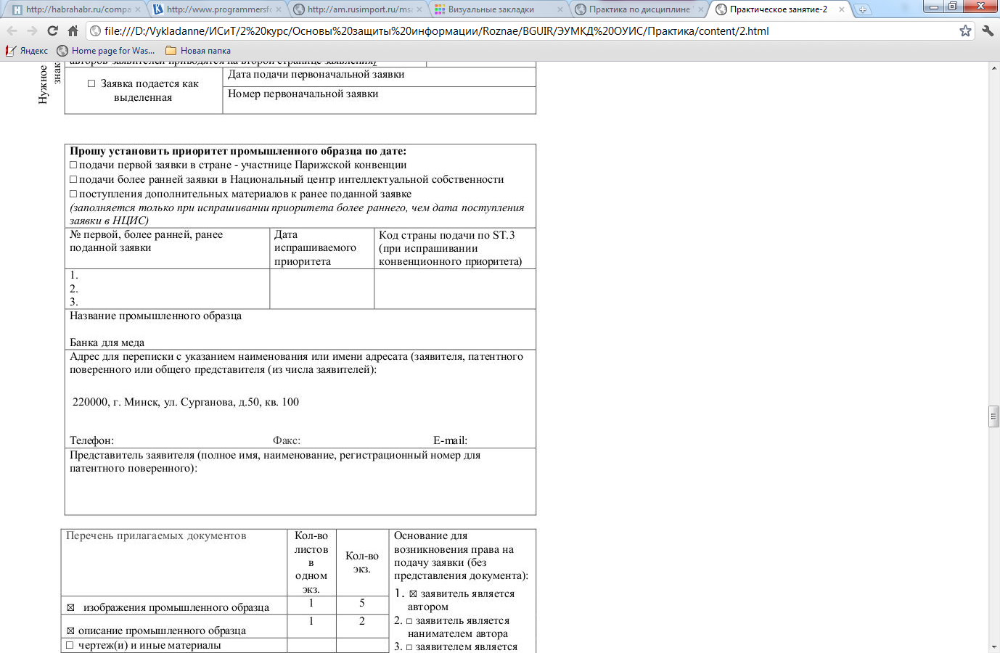 http://habrahabr.ru/compa
http://www.programmersfo
http://am.rusimport.ru/ms
Визуальные закладки
Практика по дисциплине
Практическое занятие-2
file:///D:/Vykladanne/ИСиТ/2%20курс/Основы%20защиты%20информации/Roznae/BGUIR/ЭУМКД%20ОУИС/Практика/content/2.html
Яндекс
Home page for Was...
Новая папка
Нужное
знак
авторов-заявителей приводятся на второй странице заявления)
□ Заявка подается как
выделенная
Дата подачи первоначальной заявки
Номер первоначальной заявки
Прошу установить приоритет промышленного образца по дате:
□ подачи первой заявки в стране - участнице Парижской конвенции
□ подачи более ранней заявки в Национальный центр интеллектуальной собственности
□ поступления дополнительных материалов к ранее поданной заявке
(заполняется только при испрашивании приоритета более раннего, чем дата поступления
заявки в НЦИС)
№ первой, более ранней, ранее
поданной заявки
Дата
испрашиваемого
приоритета
Код страны подачи по ST.3
(при испрашивании
конвенционного приоритета)
1.
2.
3.
Название промышленного образца
Банка для меда
Адрес для переписки с указанием наименования или имени адресата (заявителя, патентного
поверенного или общего представителя (из числа заявителей):
220000, г. Минск, ул. Сурганова, д.50, кв. 100
Телефон: Факс: E-mail:
Представитель заявителя (полное имя, наименование, регистрационный номер для
патентного поверенного):
Перечень прилагаемых документов
Кол-во
листов
в
одном
экз.
Кол-во
экз.
Основание для
возникновения права на
подачу заявки (без
представления документа):
☒ изображения промышленного образца 1 5
☒ описание промышленного образца 1 2
□ чертеж(и) и иные материалы
1. ☒ заявитель является
автором
2. □ заявитель является
нанимателем автора
3. □ заявителем является